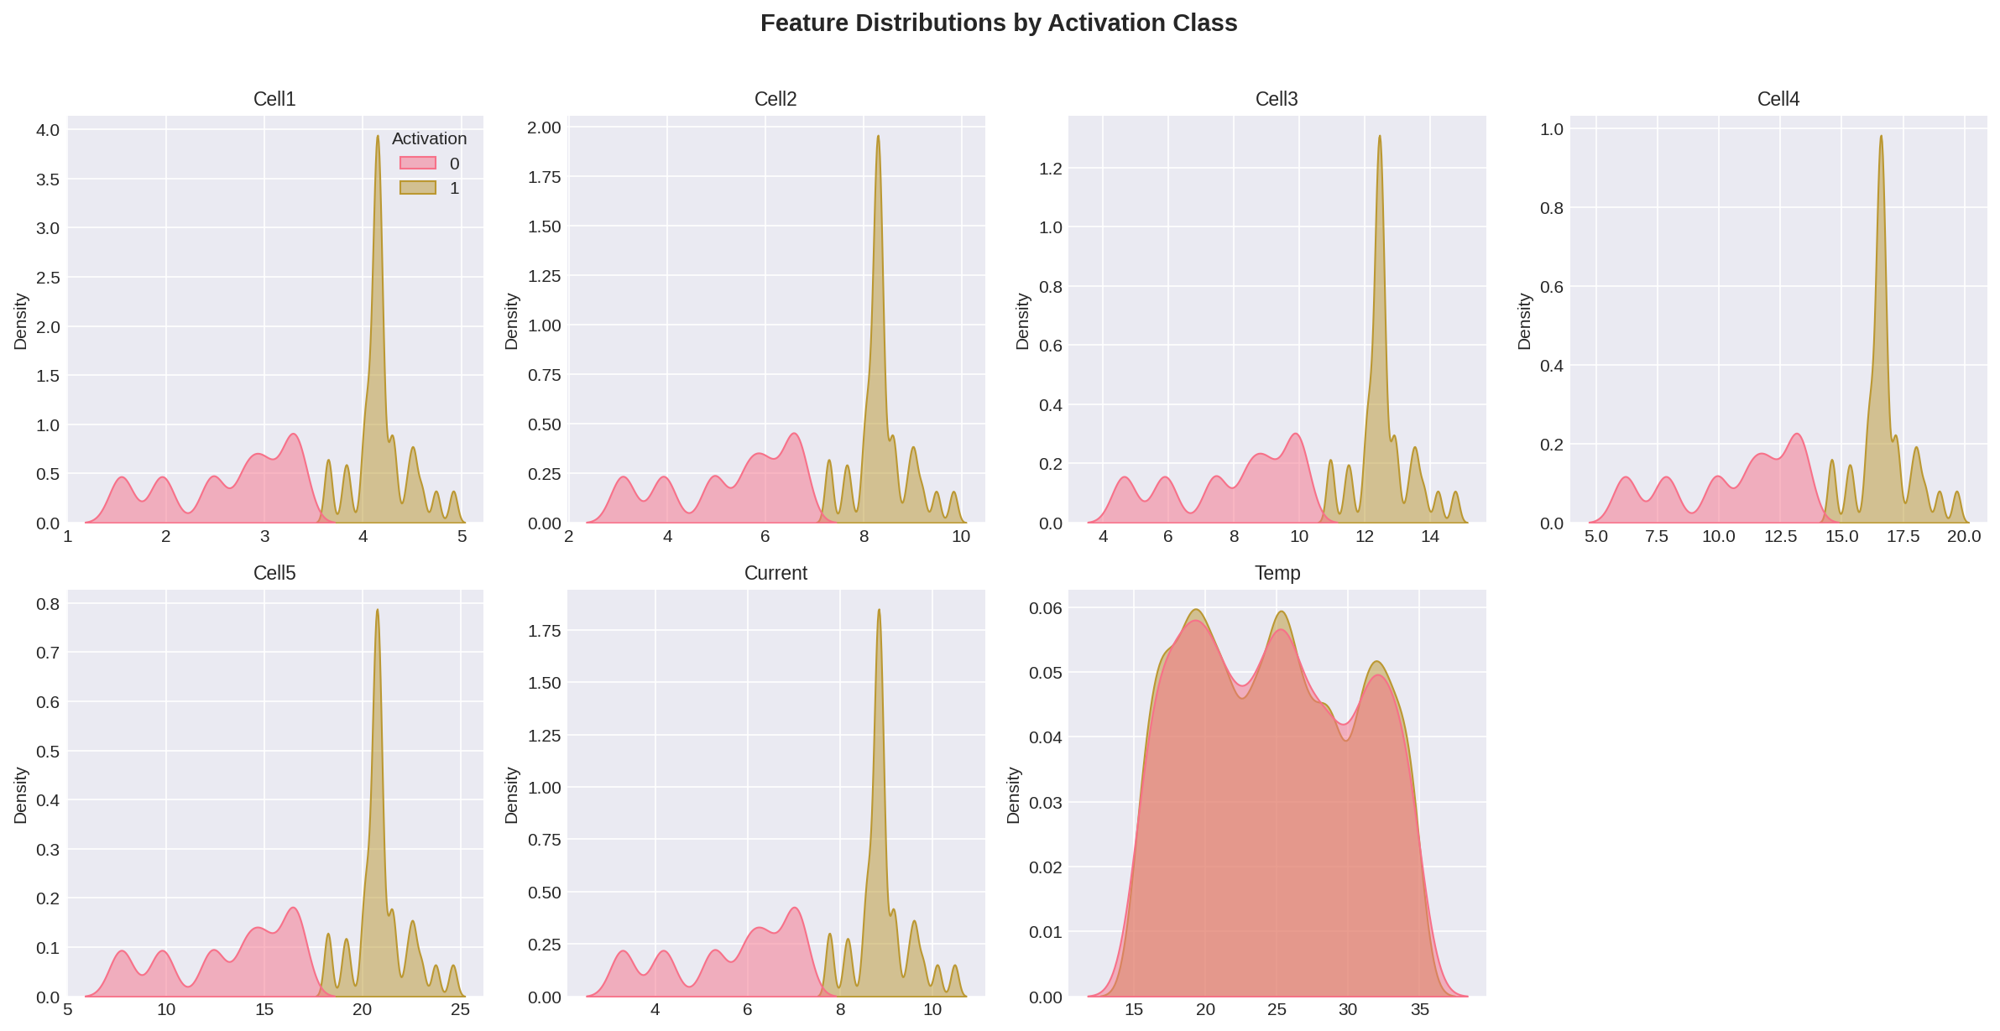 Feature Distributions by Activation Class
Cell1
Density
4.0
3.5
3.0
2.5
2.0
1.5
1.0
0.5
0.0
1 2 3 4 5
Activation
0
1
Cell2
Density
2.00
1.75
1.50
1.25
1.00
0.75
0.50
0.25
0.00
2 4 6 8 10
Cell3
Density
1.2
1.0
0.8
0.6
0.4
0.2
0.0
4 6 8 10 12 14
Cell4
Density
1.0
0.8
0.6
0.4
0.2
0.0
5.0 7.5 10.0 12.5 15.0 17.5 20.0
Cell5
Density
0.8
0.7
0.6
0.5
0.4
0.3
0.2
0.1
0.0
5 10 15 20 25
Current
Density
1.75
1.50
1.25
1.00
0.75
0.50
0.25
0.00
4 6 8 10
Temp
Density
0.06
0.05
0.04
0.03
0.02
0.01
0.00
15 20 25 30 35